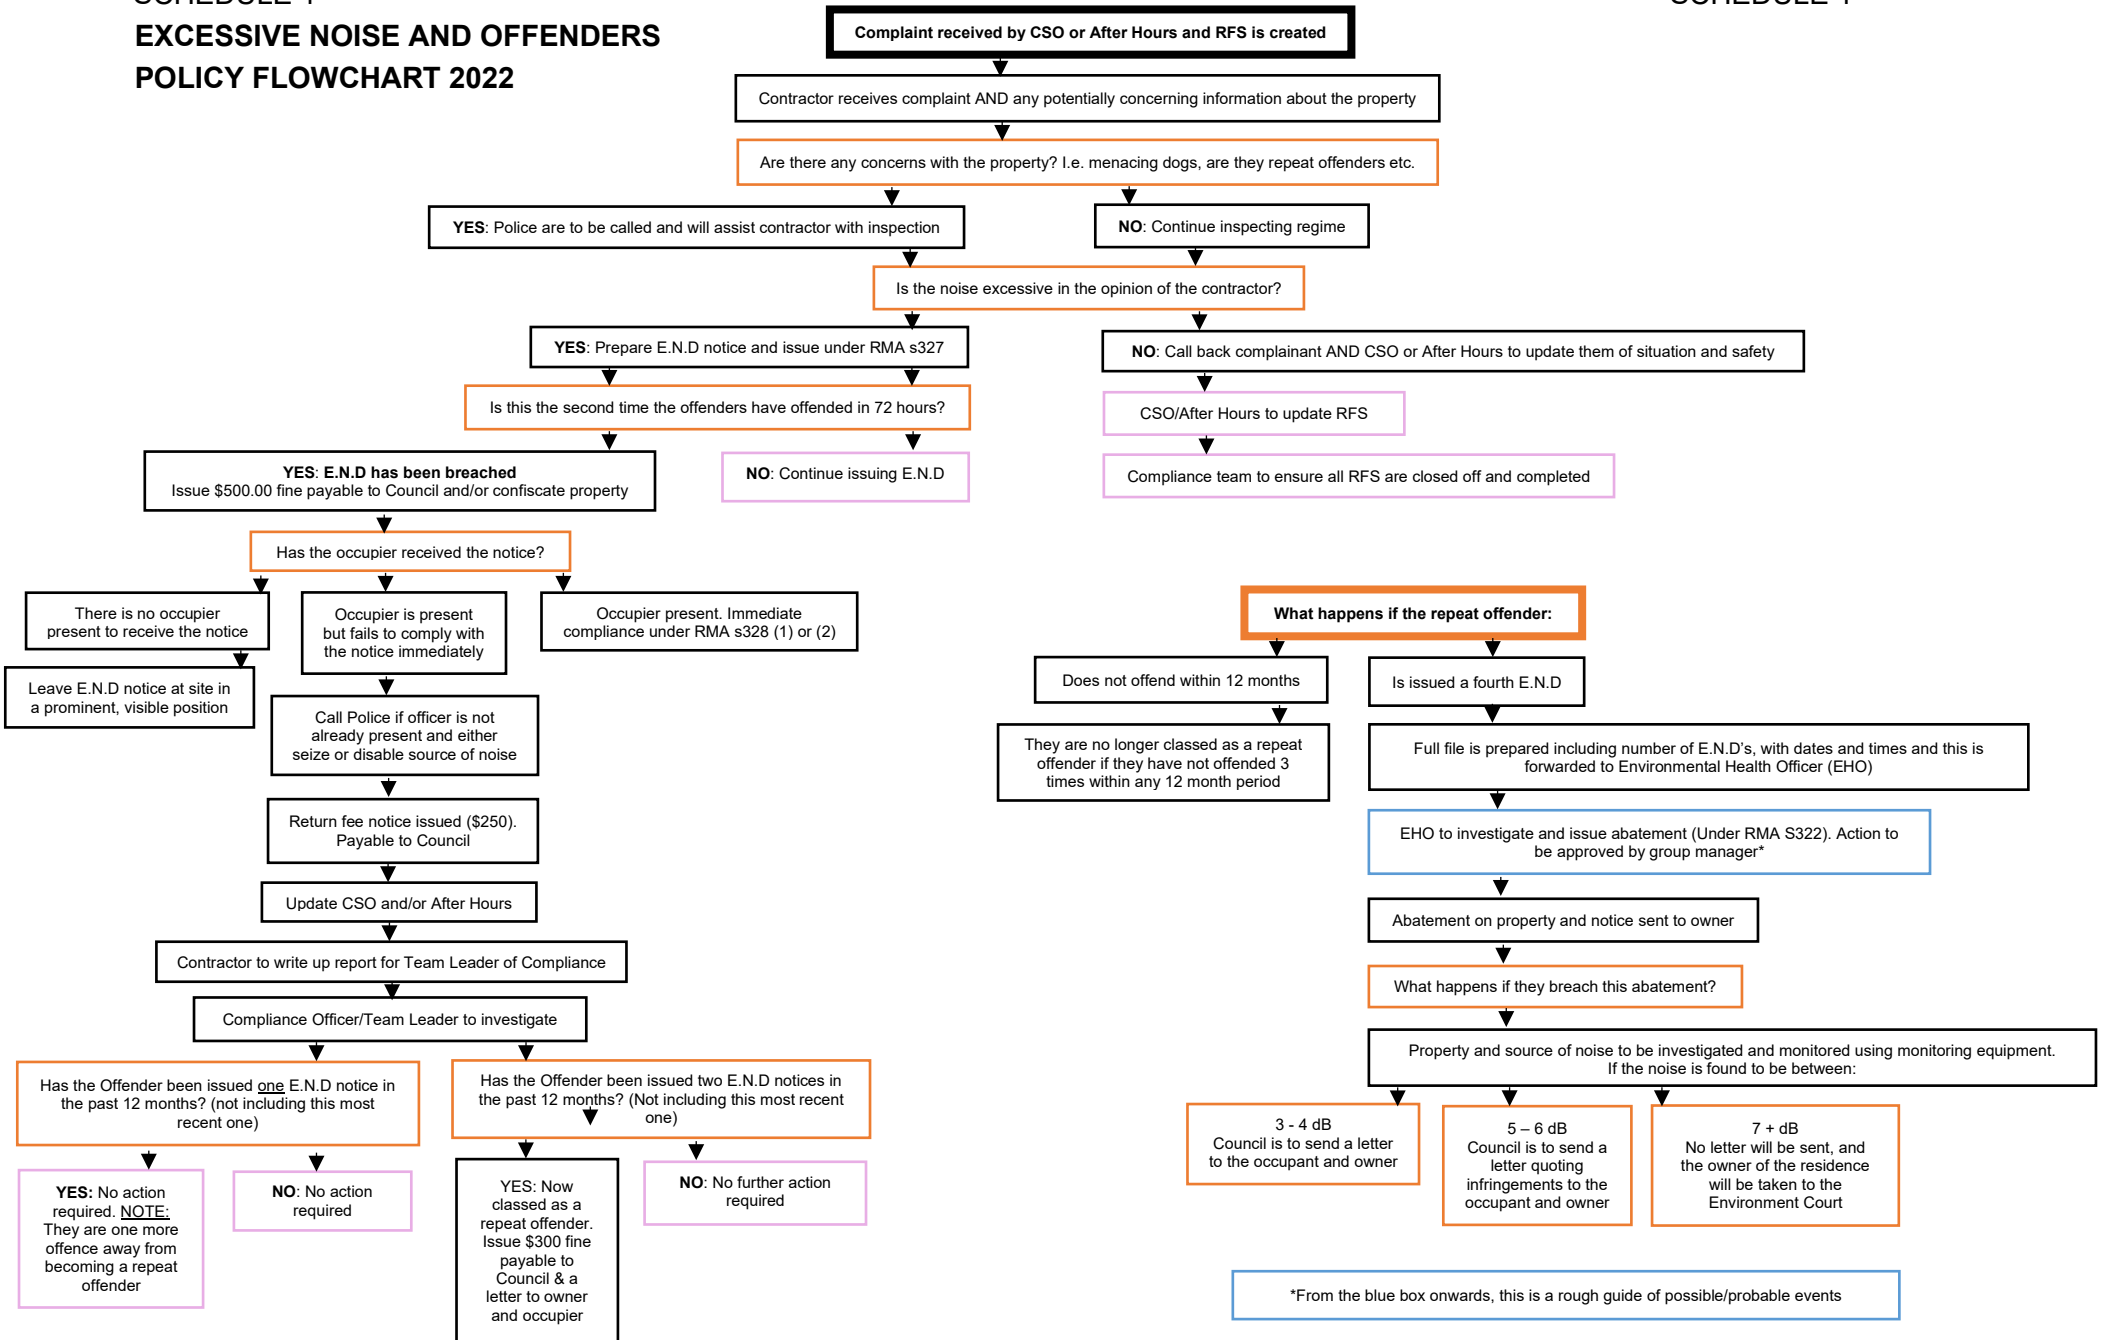 EXCESSIVE NOISE AND OFFENDERS
POLICY FLOWCHART 2022
Complaint received by CSO or After Hours and RFS is created
Contractor receives complaint AND any potentially concerning information about the property
Are there any concerns with the property? I.e. menacing dogs, are they repeat offenders etc.
YES: Police are to be called and will assist contractor with inspection
NO: Continue inspecting regime
Is the noise excessive in the opinion of the contractor?
YES: Prepare E.N.D notice and issue under RMA s327
NO: Call back complainant AND CSO or After Hours to update them of situation and safety
Is this the second time the offenders have offended in 72 hours?
CSO/After Hours to update RFS
YES: E.N.D has been breached
Issue $500.00 fine payable to Council and/or confiscate property
NO: Continue issuing E.N.D
Compliance team to ensure all RFS are closed off and completed
Has the occupier received the notice?
There is no occupier
present to receive the notice
Occupier is present
but fails to comply with
the notice immediately
Occupier present. Immediate
compliance under RMA s328 (1) or (2)
Leave E.N.D notice at site in
a prominent, visible position
Call Police if officer is not
already present and either
seize or disable source of noise
Return fee notice issued ($250).
Payable to Council
Update CSO and/or After Hours
Contractor to write up report for Team Leader of Compliance
Compliance Officer/Team Leader to investigate
Has the Offender been issued one E.N.D notice in
the past 12 months? (not including this most
recent one)
Has the Offender been issued two E.N.D notices in
the past 12 months? (Not including this most recent
one)
YES: No action
required. NOTE:
They are one more
offence away from
becoming a repeat
offender
NO: No action
required
YES: Now
classed as a
repeat offender.
Issue $300 fine
payable to
Council & a
letter to owner
and occupier
NO: No further action
required
What happens if the repeat offender:
Does not offend within 12 months
Is issued a fourth E.N.D
They are no longer classed as a repeat
offender if they have not offended 3
times within any 12 month period
Full file is prepared including number of E.N.D's, with dates and times and this is
forwarded to Environmental Health Officer (EHO)
EHO to investigate and issue abatement (Under RMA S322). Action to
be approved by group manager*
Abatement on property and notice sent to owner
What happens if they breach this abatement?
Property and source of noise to be investigated and monitored using monitoring equipment.
If the noise is found to be between:
3 - 4 dB
Council is to send a letter
to the occupant and owner
5 – 6 dB
Council is to send a
letter quoting
infringements to the
occupant and owner
7 + dB
No letter will be sent, and
the owner of the residence
will be taken to the
Environment Court
*From the blue box onwards, this is a rough guide of possible/probable events